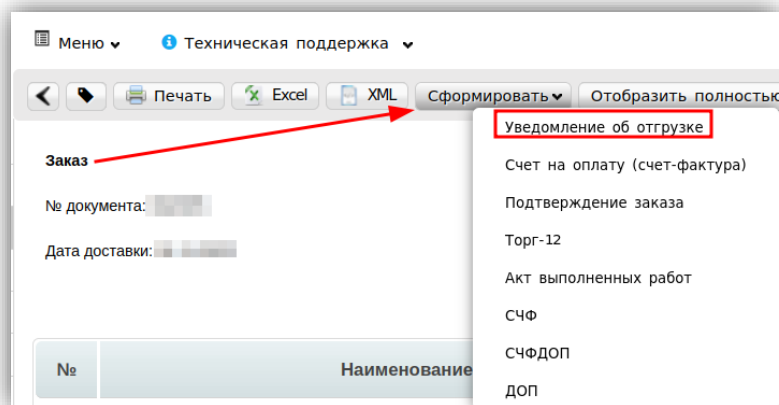 Меню
Техническая поддержка
Печать
Excel
XML
Сформировать
Отобразить полностью
Уведомление об отгрузке
Заказ
Счет на оплату (счет-фактура)
№ документа:
Подтверждение заказа
Торг-12
Дата доставки:
Акт выполненных работ
СЧФ
СЧФДОП
№
Наименование
ДОП